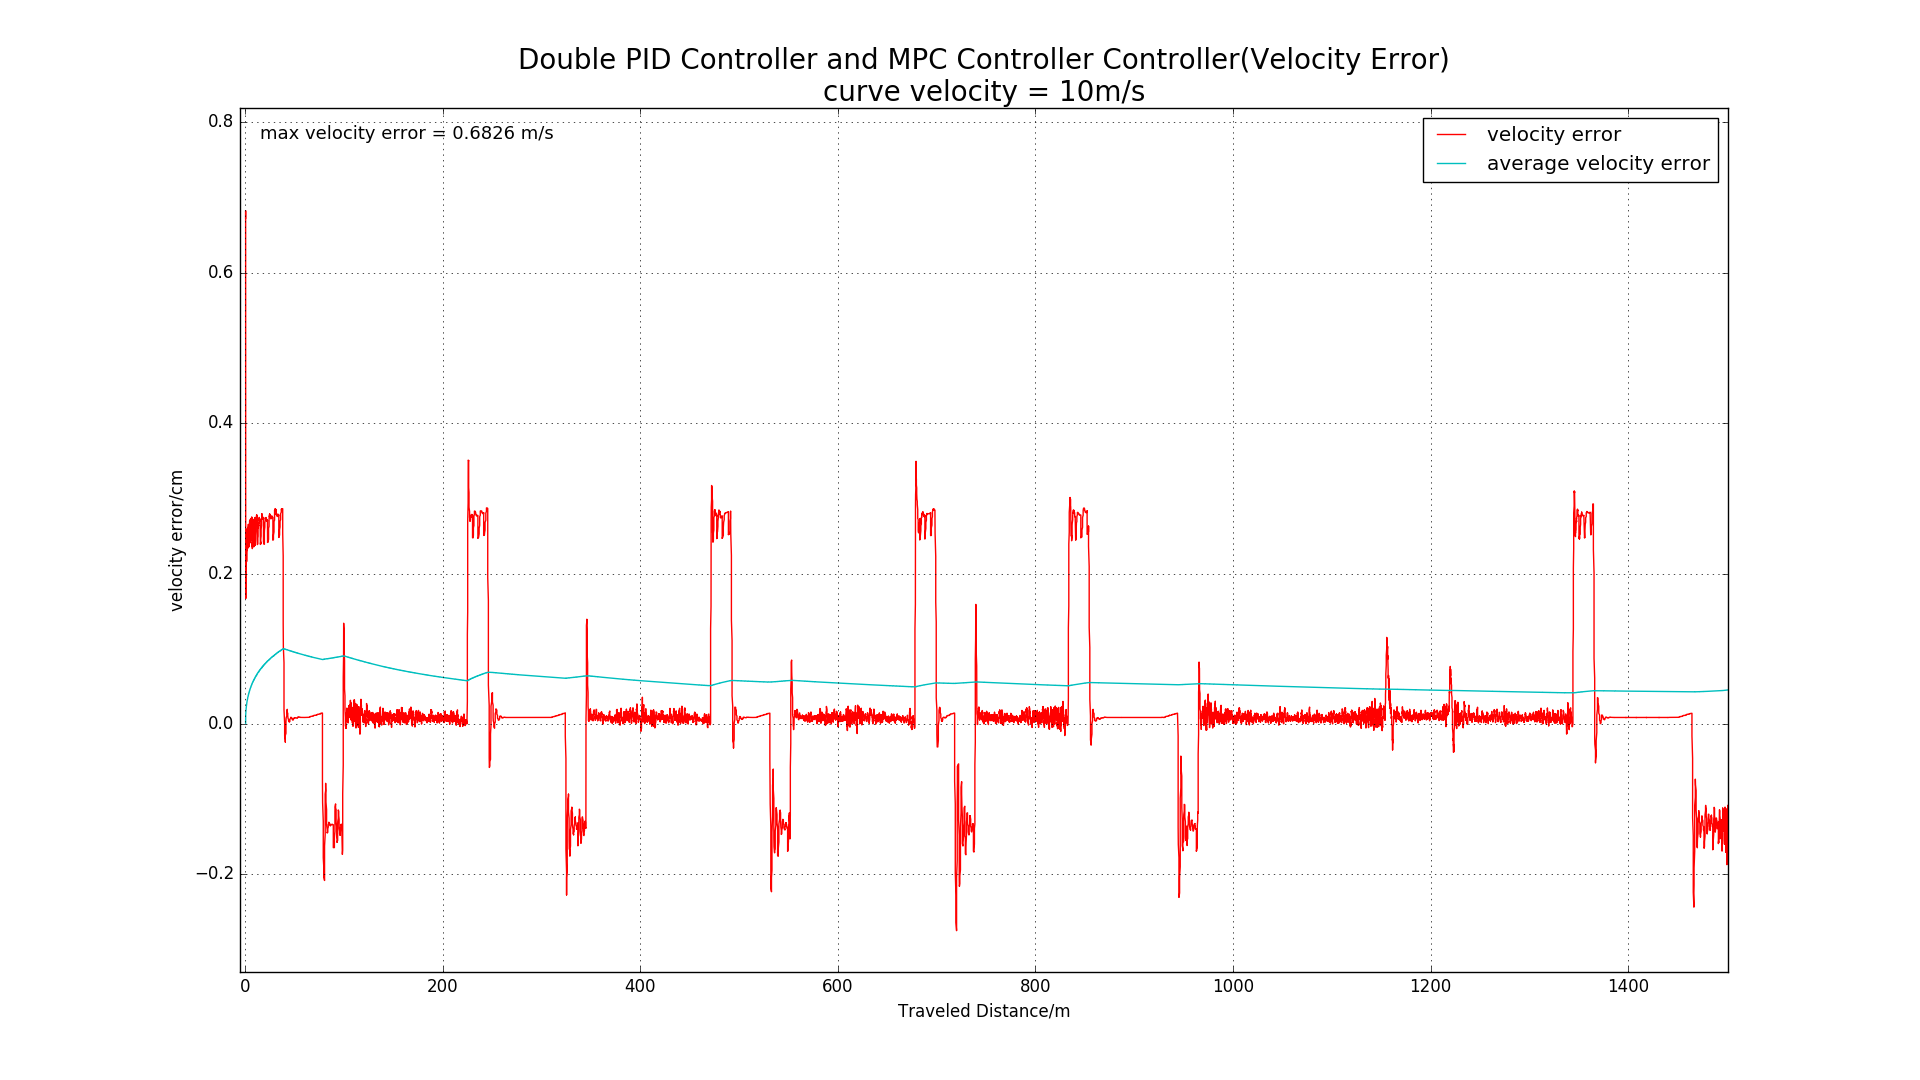 Double PID Controller and MPC Controller Controller(Velocity Error)
curve velocity = 10m/s
max velocity error = 0.6826 m/s
velocity error
average velocity error
0.8
0.6
0.4
0.2
0.0
−0.2
velocity error/cm
0 200 400 600 800 1000 1200 1400
Traveled Distance/m